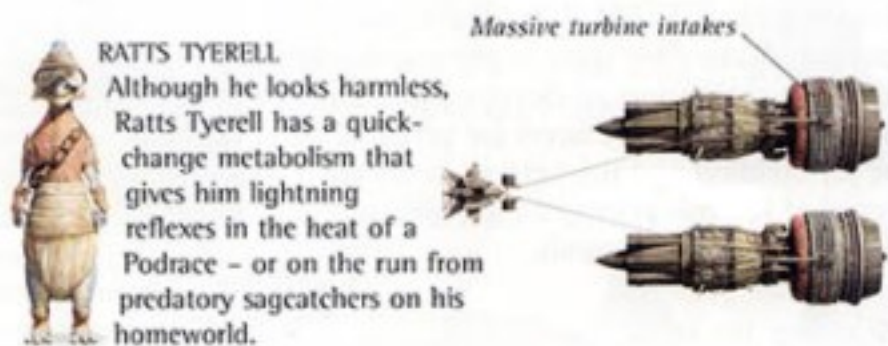 Massive turbine intakes
RATTS TYERELL
Although he looks harmless,
Ratts Tyerell has a quick-
change metabolism that
gives him lightning
reflexes in the heat of a
Podrace – or on the run from
predatory sagcatchers on his
homeworld.